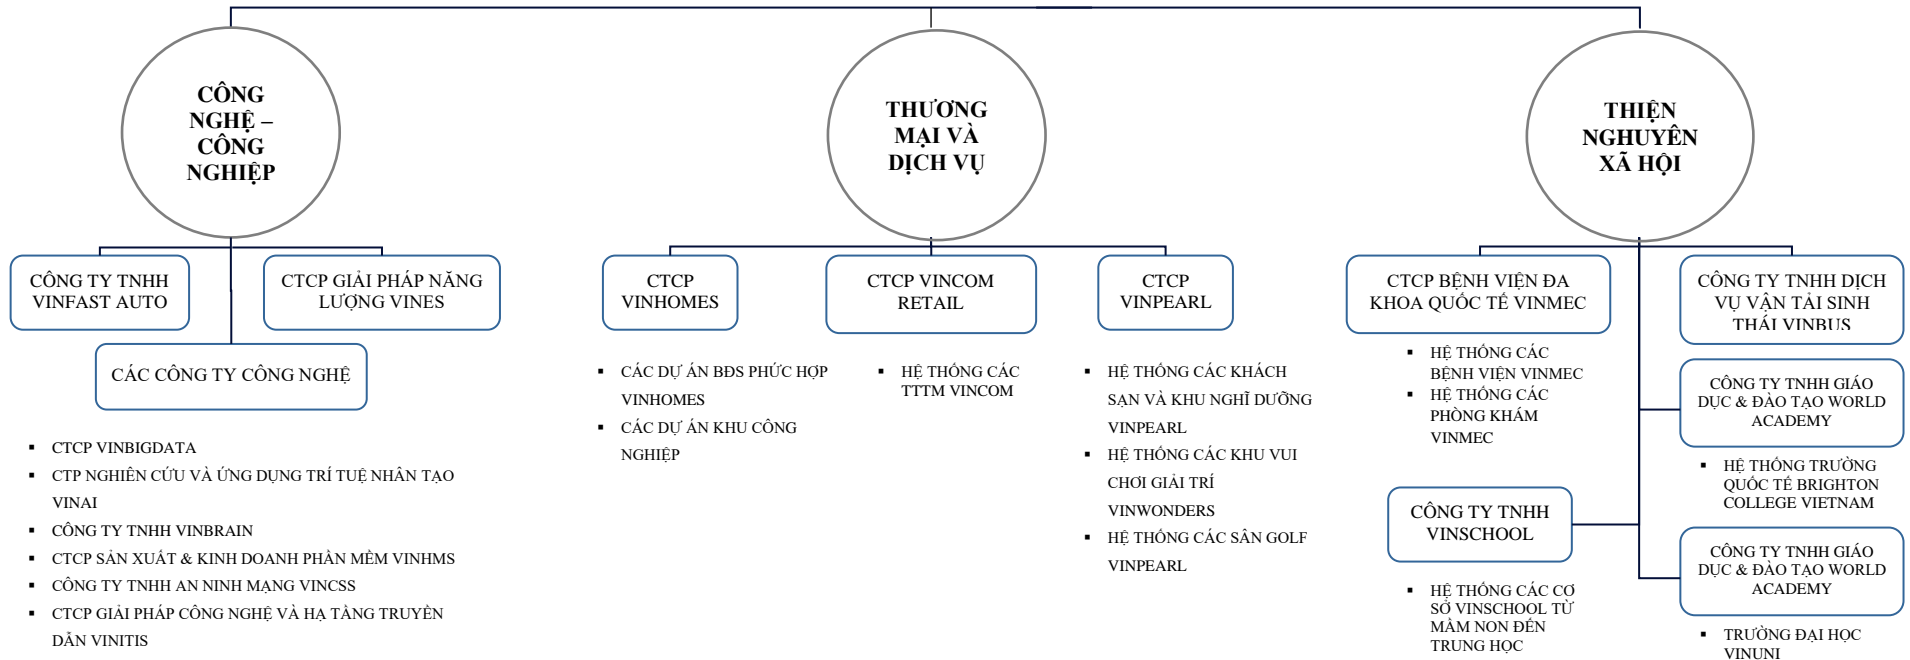 CÔNG
NGHỆ –
CÔNG
NGHIỆP
CÔNG TY TNHH
VINFAST AUTO
CTCP GIẢI PHÁP NĂNG
LƯỢNG VINES
CÁC CÔNG TY CÔNG NGHỆ
▪ CTCP VINBIGDATA
▪ CTP NGHIÊN CỨU VÀ ỨNG DỤNG TRÍ TUỆ NHÂN TẠO
VINAI
▪ CÔNG TY TNHH VINBRAIN
▪ CTCP SẢN XUẤT & KINH DOANH PHẦN MỀM VINHMS
▪ CÔNG TY TNHH AN NINH MẠNG VINCSS
▪ CTCP GIẢI PHÁP CÔNG NGHỆ VÀ HẠ TẦNG TRUYỀN
DẪN VINITIS
THƯƠNG
MẠI VÀ
DỊCH VỤ
CTCP
VINHOMES
▪ CÁC DỰ ÁN BĐS PHỨC HỢP
VINHOMES
▪ CÁC DỰ ÁN KHU CÔNG
NGHIỆP
CTCP VINCOM
RETAIL
▪ HỆ THỐNG CÁC
TTTM VINCOM
CTCP
VINPEARL
▪ HỆ THỐNG CÁC KHÁCH
SẠN VÀ KHU NGHĨ DƯỠNG
VINPEARL
▪ HỆ THỐNG CÁC KHU VUI
CHƠI GIẢI TRÍ
VINWONDERS
▪ HỆ THỐNG CÁC SÂN GOLF
VINPEARL
THIỆN
NGHUYÊN
XÃ HỘI
CTCP BỆNH VIỆN ĐA
KHOA QUỐC TẾ VINMEC
▪ HỆ THỐNG CÁC
BỆNH VIỆN VINMEC
▪ HỆ THỐNG CÁC
PHÒNG KHÁM
VINMEC
CÔNG TY TNHH
VINSCHOOL
▪ HỆ THỐNG CÁC CƠ
SỞ VINSCHOOL TỪ
MẦM NON ĐẾN
TRUNG HỌC
CÔNG TY TNHH DỊCH
VỤ VẬN TẢI SINH
THÁI VINBUS
CÔNG TY TNHH GIÁO
DỤC & ĐÀO TẠO WORLD
ACADEMY
▪ HỆ THỐNG TRƯỜNG
QUỐC TẾ BRIGHTON
COLLEGE VIETNAM
CÔNG TY TNHH GIÁO
DỤC & ĐÀO TẠO WORLD
ACADEMY
▪ TRƯỜNG ĐẠI HỌC
VINUNI